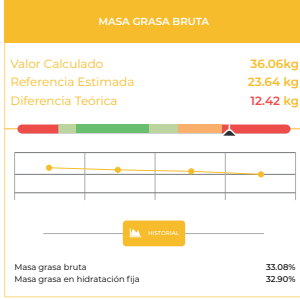 MASA GRASA BRUTA
Valor Calculado 36.06kg
Referencia Estimada 23.64 kg
Diferencia Teórica 12.42 kg
HISTORIAL
Masa grasa bruta 33.08%
Masa grasa en hidratación fija 32.90%